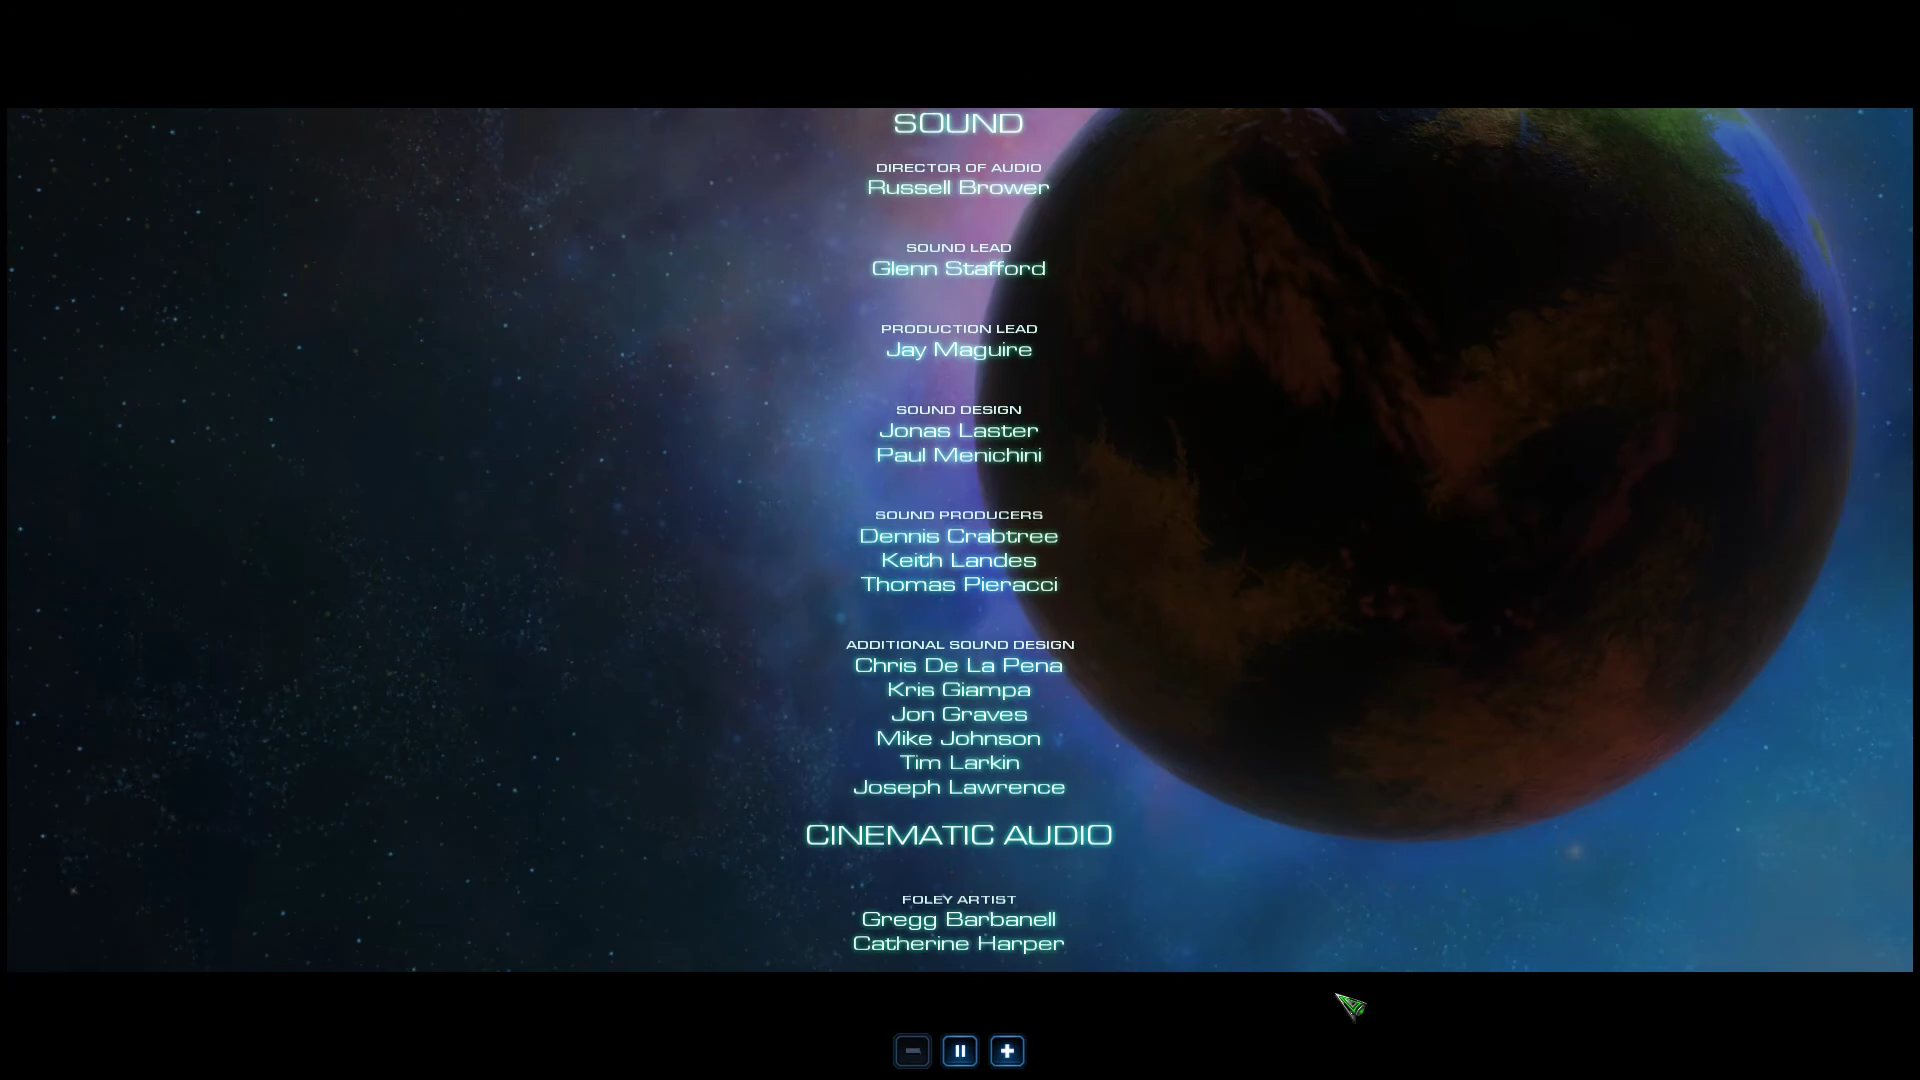 SOUND
DIRECTOR OF AUDIO
Russell Brower
SOUND LEAD
Glenn Stafford
PRODUCTION LEAD
Jay Maguire
SOUND DESIGN
Jonas Laster
Paul Menichini
SOUND PRODUCERS
Dennis Crabtree
Keith Landes
Thomas Pieracci
ADDITIONAL SOUND DESIGN
Chris De La Pena
Kris Giampa
Jon Graves
Mike Johnson
Tim Larkin
Joseph Lawrence
CINEMATIC AUDIO
FOLEY ARTIST
Gregg Barbanell
Catherine Harper